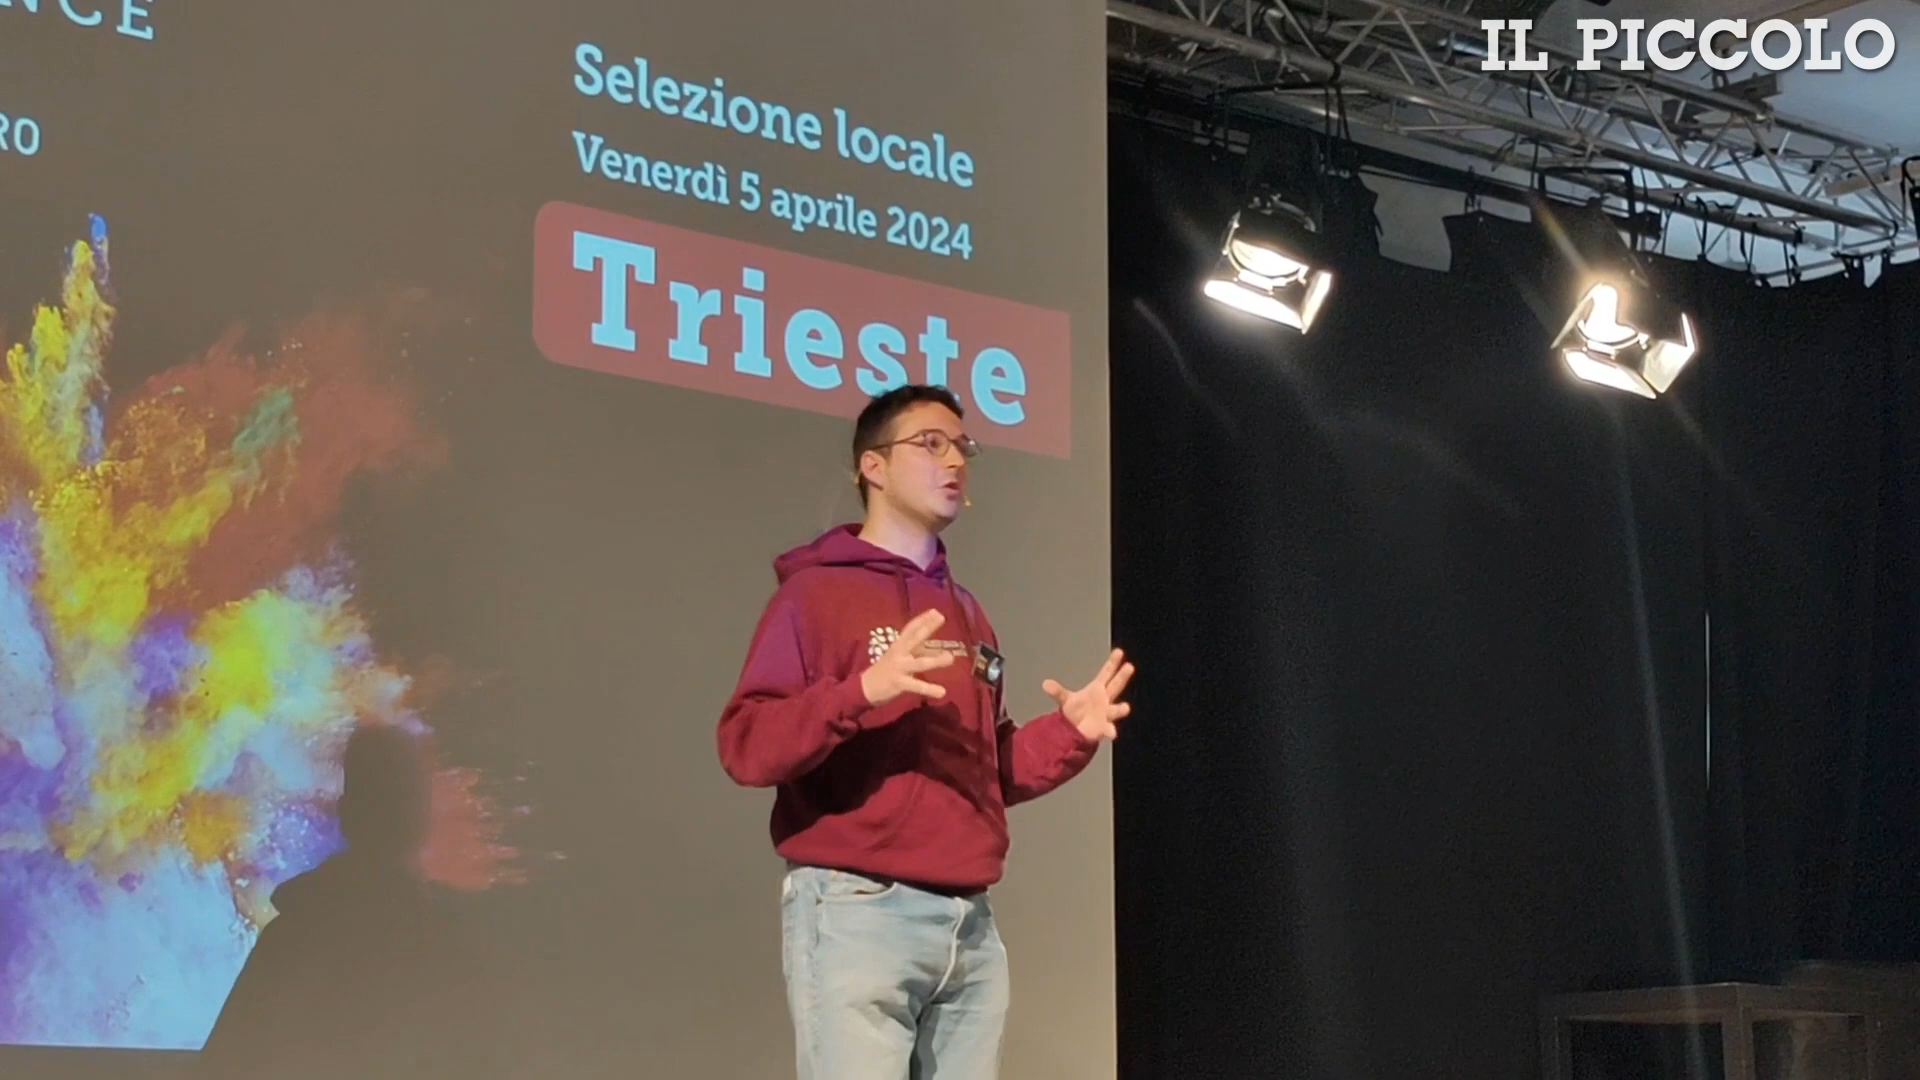 NCE
RO
Selezione locale
Venerdì 5 aprile 2024
Trieste
IL PICCOLO